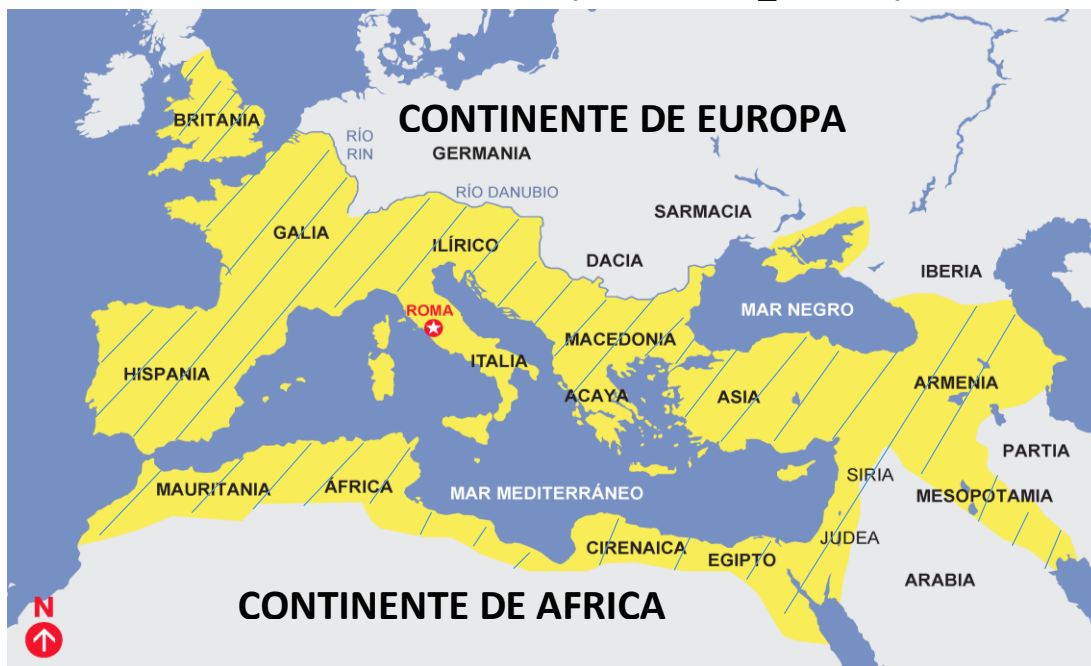 CONTINENTE DE EUROPA
BRITANIA
RÍO
RIN
GERMANIA
RÍO DANUBIO
SARMACIA
GALIA
ILÍRICO
DACIA
IBERIA
ROMA
MAR NEGRO
MACEDONIA
HISPANIA
ITALIA
ACAYA
ASIA
ARMENIA
PARTIA
MAURITANIA
ÁFRICA
MAR MEDITERRÁNEO
SIRIA
MESOPOTAMIA
JUDEA
CIRENAICA
EGIPTO
ARABIA
CONTINENTE DE AFRICA
N